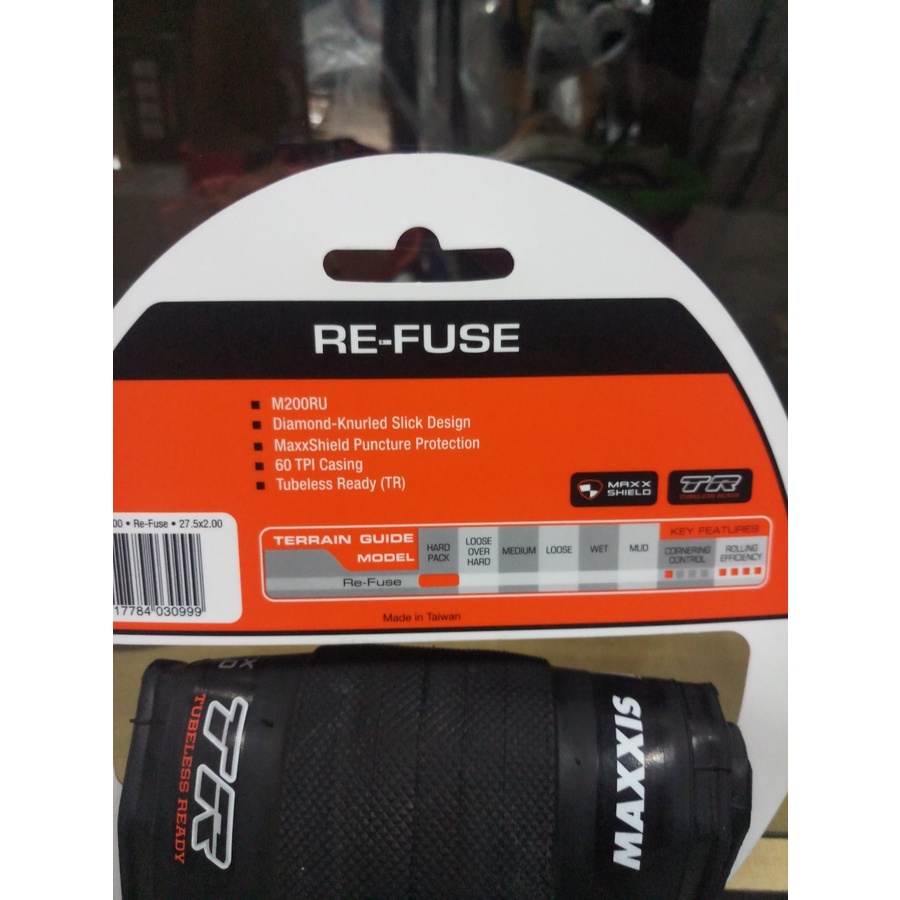 RE-FUSE
M200RU
Diamond-Knurled Slick Design
MaxxShield Puncture Protection
60 TPI Casing
Tubeless Ready (TR)
MAXX
SHIELD
TR
TUBELESS READY
00 • Re-Fuse • 27.5x2.00
17784 030999
TERRAIN GUIDE
MODEL
HARD
PACK
LOOSE
OVER
HARD
MEDIUM
LOOSE
WET
MUD
KEY FEATURES
CORNERING
CONTROL
ROLLING
EFFICIENCY
Re-Fuse
Made in Taiwan
TR
TUBELESS READY
MAXXIS